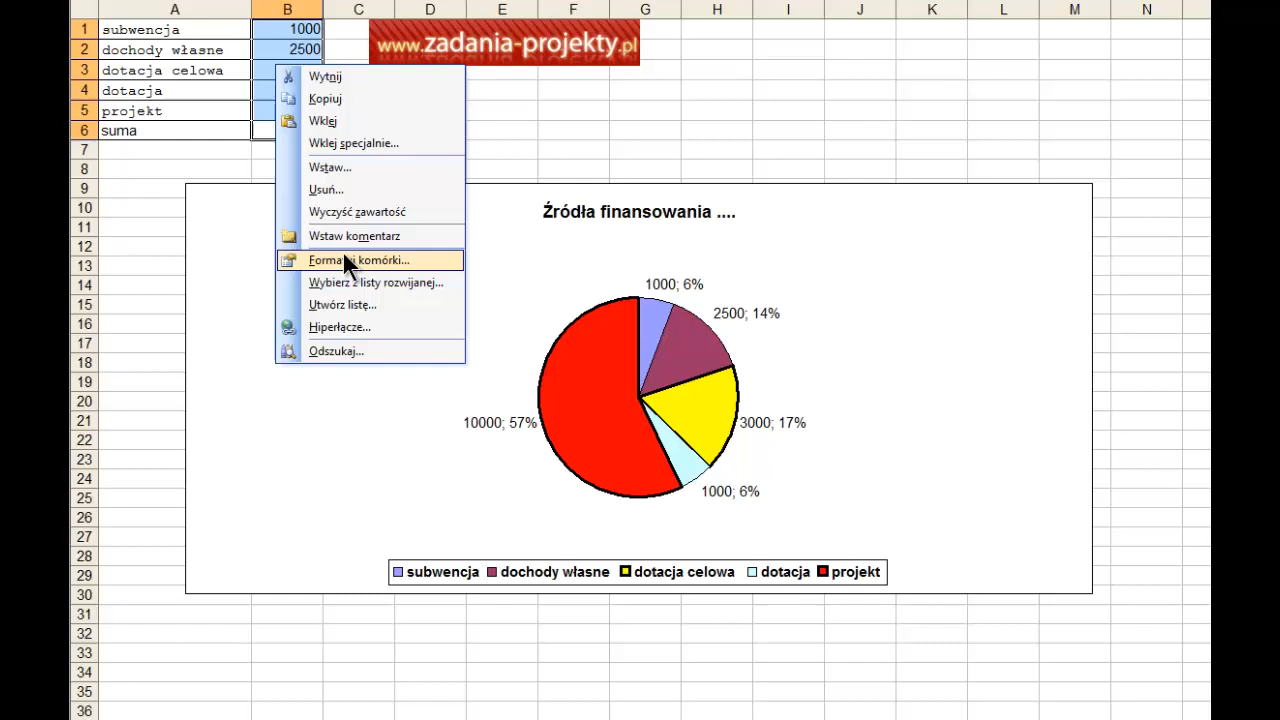 A B C D E F G H I J K L M N
1 subwencja 1000
2 dochody własne 2500
3 dotacja celowa
4 dotacja
5 projekt
6 suma
7
8
9
10
11
12
13
14
15
16
17
18
19
20
21
22
23
24
25
26
27
28
29
30
31
32
33
34
35
36
www.zadania-projekty.pl
Wytnij
Kopiuj
Wklej
Wklej specjalnie...
Wstaw...
Usuń...
Wyczyść zawartość
Wstaw komentarz
Formatuj komórki...
Wybierz z listy rozwijanej...
Utwórz listę...
Hiperłącze...
Odszukaj...
Źródła finansowania ....
1000; 6%
2500; 14%
10000; 57%
3000; 17%
1000; 6%
subwencja dochody własne dotacja celowa dotacja projekt